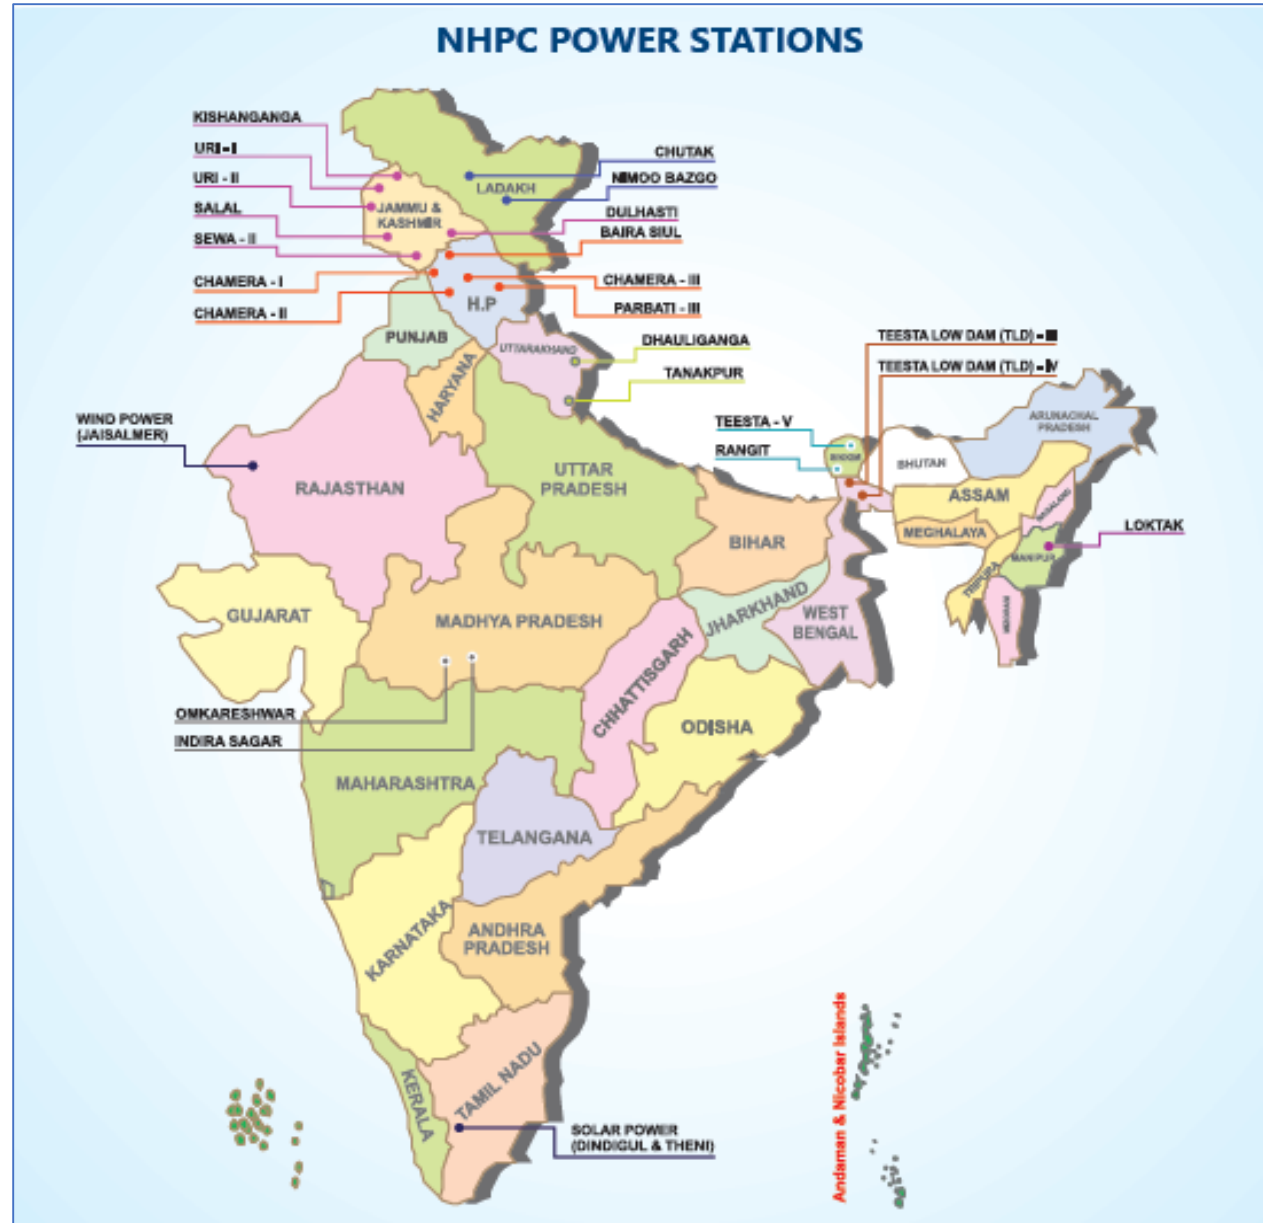 NHPC POWER STATIONS
KISHANGANGA
URI - I
URI - II
SALAL
SEWA - II
CHAMERA - I
CHAMERA - II
CHUTAK
NIMOO BAZGO
DULHASTI
BAIRA SIUL
CHAMERA - III
PARBATI - III
LADAKH
JAMMU &
KASHMIR
H.P
PUNJAB
UTTARAKHAND
HARYANA
DHAULIGANGA
TANAKPUR
TEESTA LOW DAM (TLD) - III
TEESTA LOW DAM (TLD) - IV
TEESTA - V
RANGIT
WIND POWER
(JAISALMER)
RAJASTHAN
UTTAR
PRADESH
SIKKIM
BHUTAN
ARUNACHAL
PRADESH
ASSAM
NAGALAND
MEGHALAYA
MANIPUR
LOKTAK
TRIPURA
MIZORAM
BIHAR
JHARKHAND
WEST
BENGAL
GUJARAT
MADHYA PRADESH
CHHATTISGARH
ODISHA
OMKARESHWAR
INDIRA SAGAR
MAHARASHTRA
TELANGANA
KARNATAKA
ANDHRA
PRADESH
KERALA
TAMIL NADU
SOLAR POWER
(DINDIGUL & THENI)
Andaman & Nicobar Islands